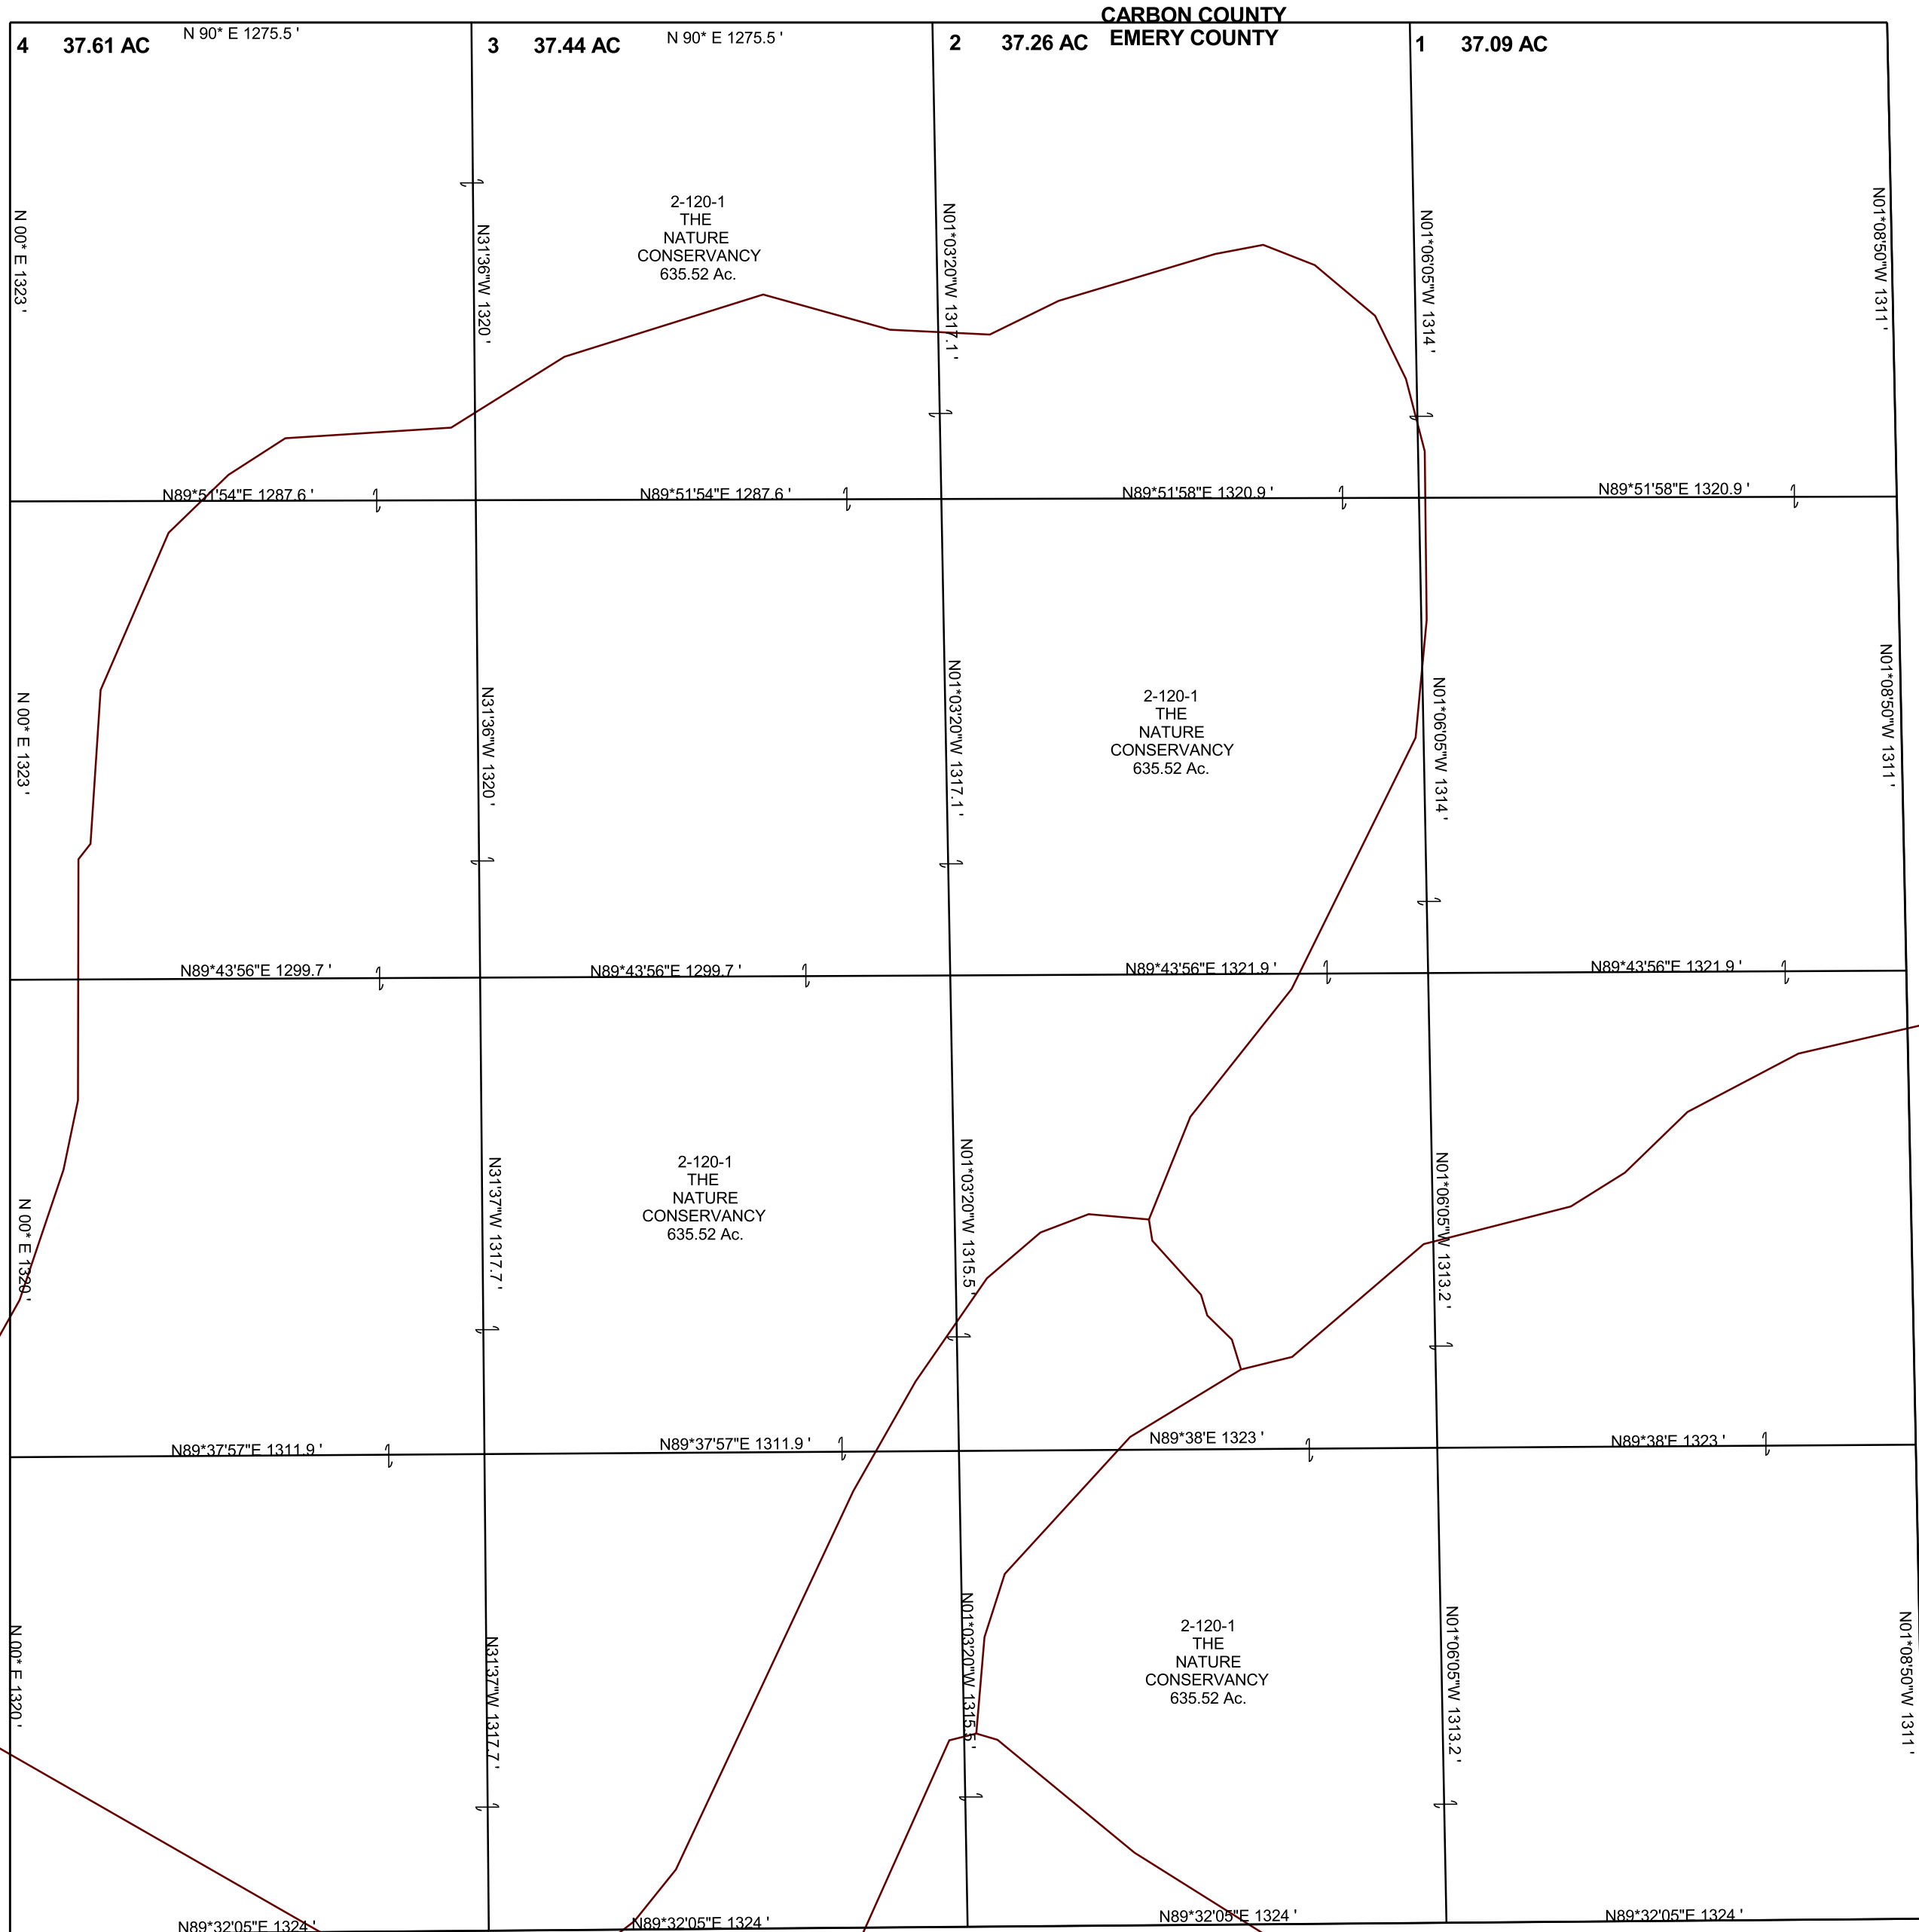 CARBON COUNTY
EMERY COUNTY
4 37.61 AC
N 90* E 1275.5 '
3 37.44 AC
N 90* E 1275.5 '
2 37.26 AC
1 37.09 AC
N 00* E 1323 '
N31'36"W 1320 '
2-120-1
THE
NATURE
CONSERVANCY
635.52 Ac.
N01*03'20"W 1317.1 '
N01*06'05"W 1314 '
N01*08'50"W 1311 '
N89*51'54"E 1287.6 '
N89*51'54"E 1287.6 '
N89*51'58"E 1320.9 '
N89*51'58"E 1320.9 '
N 00* E 1323 '
N31'36"W 1320 '
N01*03'20"W 1317.1 '
2-120-1
THE
NATURE
CONSERVANCY
635.52 Ac.
N01*06'05"W 1314 '
N01*08'50"W 1311 '
N89*43'56"E 1299.7 '
N89*43'56"E 1299.7 '
N89*43'56"E 1321.9 '
N89*43'56"E 1321.9 '
N 00* E 1320 '
N31'37"W 1317.7 '
2-120-1
THE
NATURE
CONSERVANCY
635.52 Ac.
N01*03'20"W 1315.5 '
N01*06'05"W 1313.2 '
N89*37'57"E 1311.9 '
N89*37'57"E 1311.9 '
N89*38'E 1323 '
N89*38'E 1323 '
N 00* E 1320 '
N31'37"W 1317.7 '
N01*03'20"W 1315.5 '
2-120-1
THE
NATURE
CONSERVANCY
635.52 Ac.
N01*06'05"W 1313.2 '
N01*08'50"W 1311 '
N89*32'05"E 1324 '
N89*32'05"E 1324 '
N89*32'05"E 1324 '
N89*32'05"E 1324 '